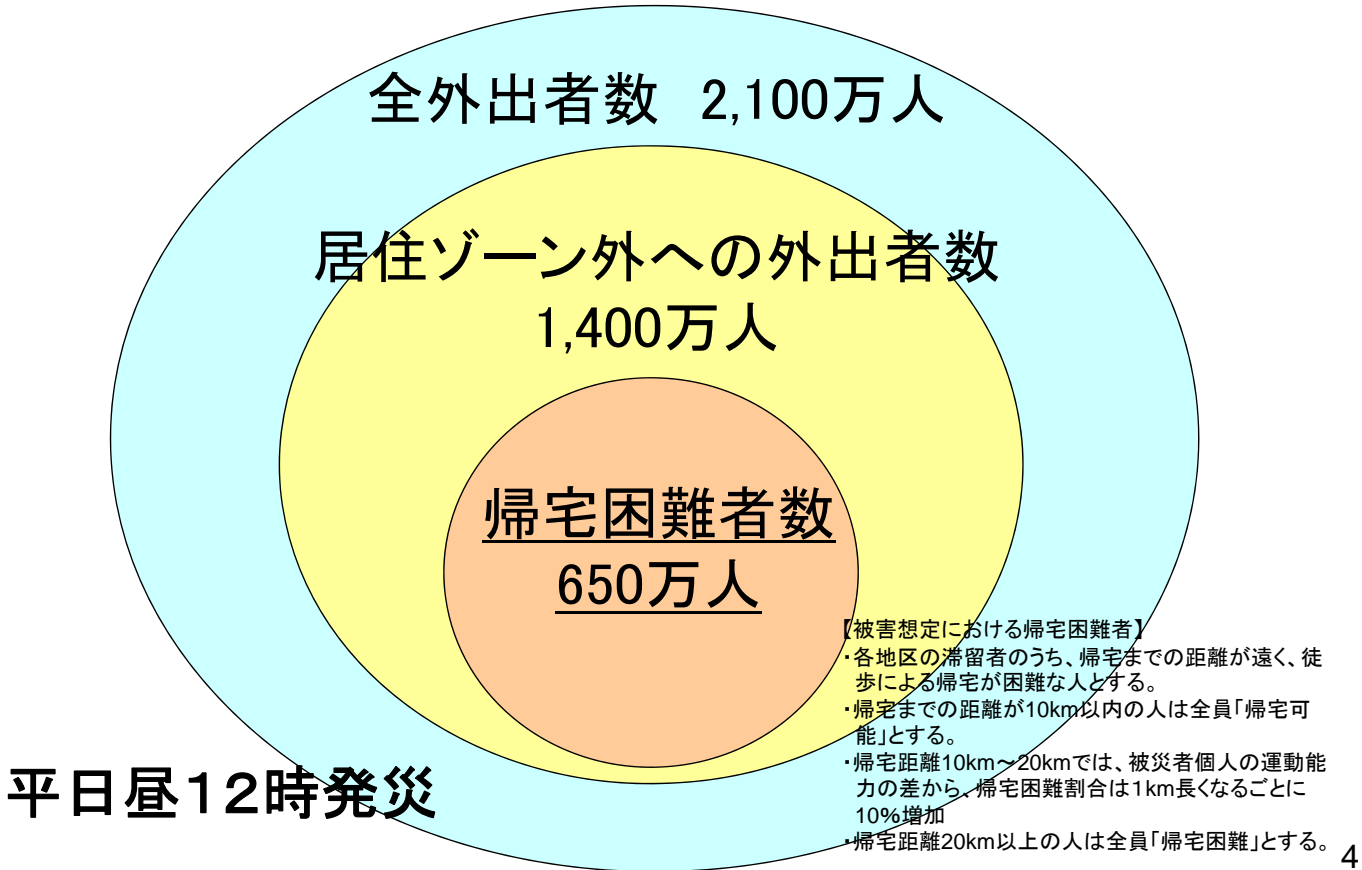 全外出者数 2,100万人
居住ゾーン外への外出者数
1,400万人
帰宅困難者数
650万人
【被害想定における帰宅困難者】
・各地区の滞留者のうち、帰宅までの距離が遠く、徒
歩による帰宅が困難な人とする。
・帰宅までの距離が10km以内の人は全員「帰宅可
能」とする。
・帰宅距離10km～20kmでは、被災者個人の運動能
力の差から、帰宅困難割合は1km長くなるごとに
10%増加
・帰宅距離20km以上の人は全員「帰宅困難」とする。
平日昼１２時発災
4